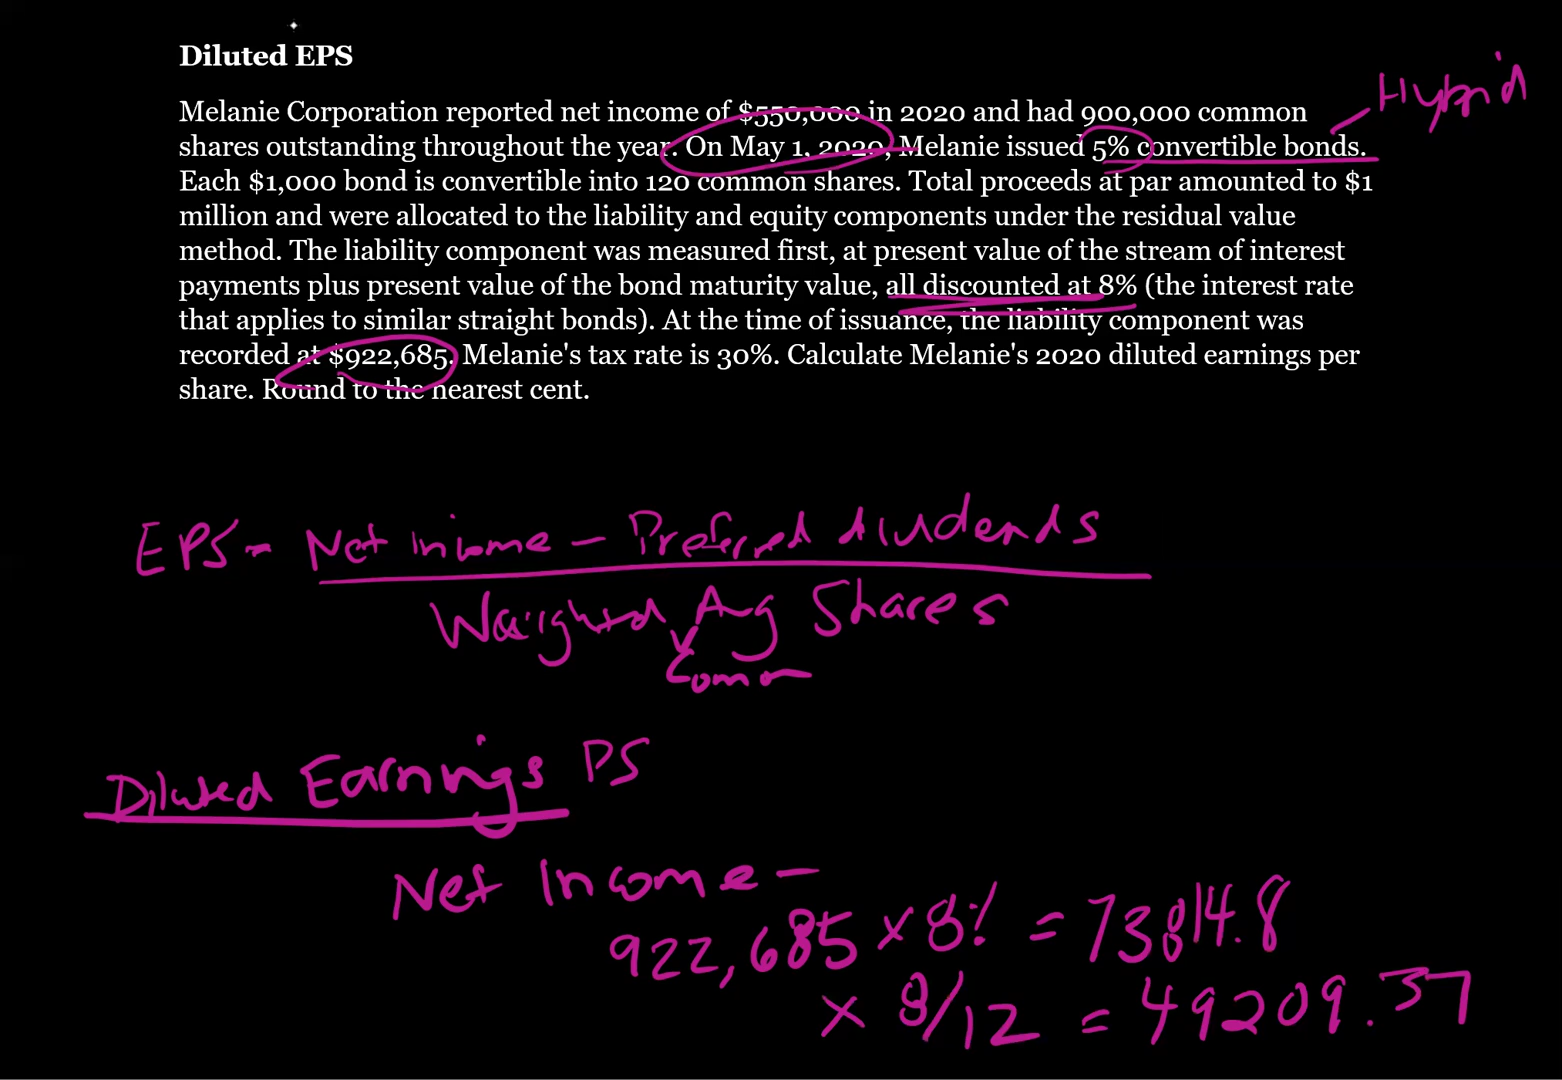 Diluted EPS
Hybrid
Melanie Corporation reported net income of $550,000 in 2020 and had 900,000 common
shares outstanding throughout the year. On May 1, 2020, Melanie issued 5% convertible bonds.
Each $1,000 bond is convertible into 120 common shares. Total proceeds at par amounted to $1
million and were allocated to the liability and equity components under the residual value
method. The liability component was measured first, at present value of the stream of interest
payments plus present value of the bond maturity value, all discounted at 8% (the interest rate
that applies to similar straight bonds). At the time of issuance, the liability component was
recorded at $922,685. Melanie's tax rate is 30%. Calculate Melanie's 2020 diluted earnings per
share. Round to the nearest cent.
EPS = Net income - Preferred dividends
Weighted Avg Shares
Common
Diluted Earnings PS
Net Income -
922,685 x 8% = 73814.8
x 8/12 = 49209.37